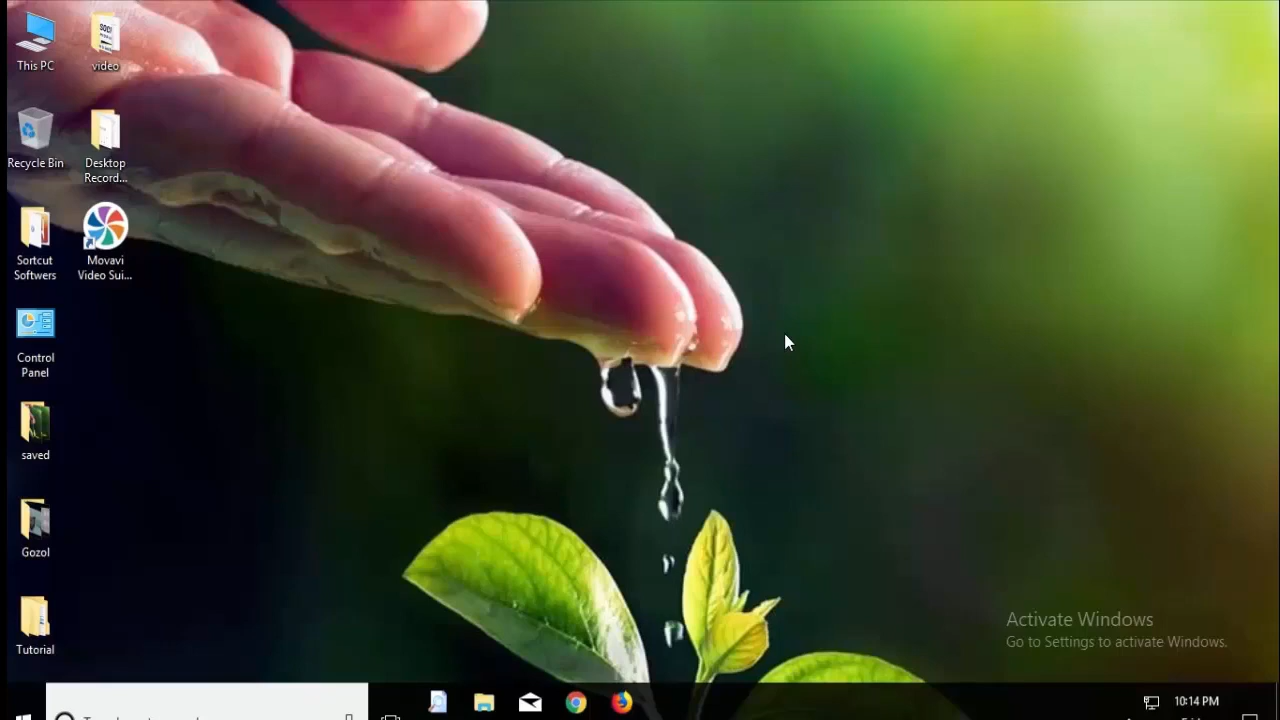 This PC
video
Recycle Bin
Desktop
Record...
Sortcut
Softwers
Movavi
Video Sui...
Control
Panel
saved
Gozol
Tutorial
Activate Windows
Go to Settings to activate Windows.
10:14 PM